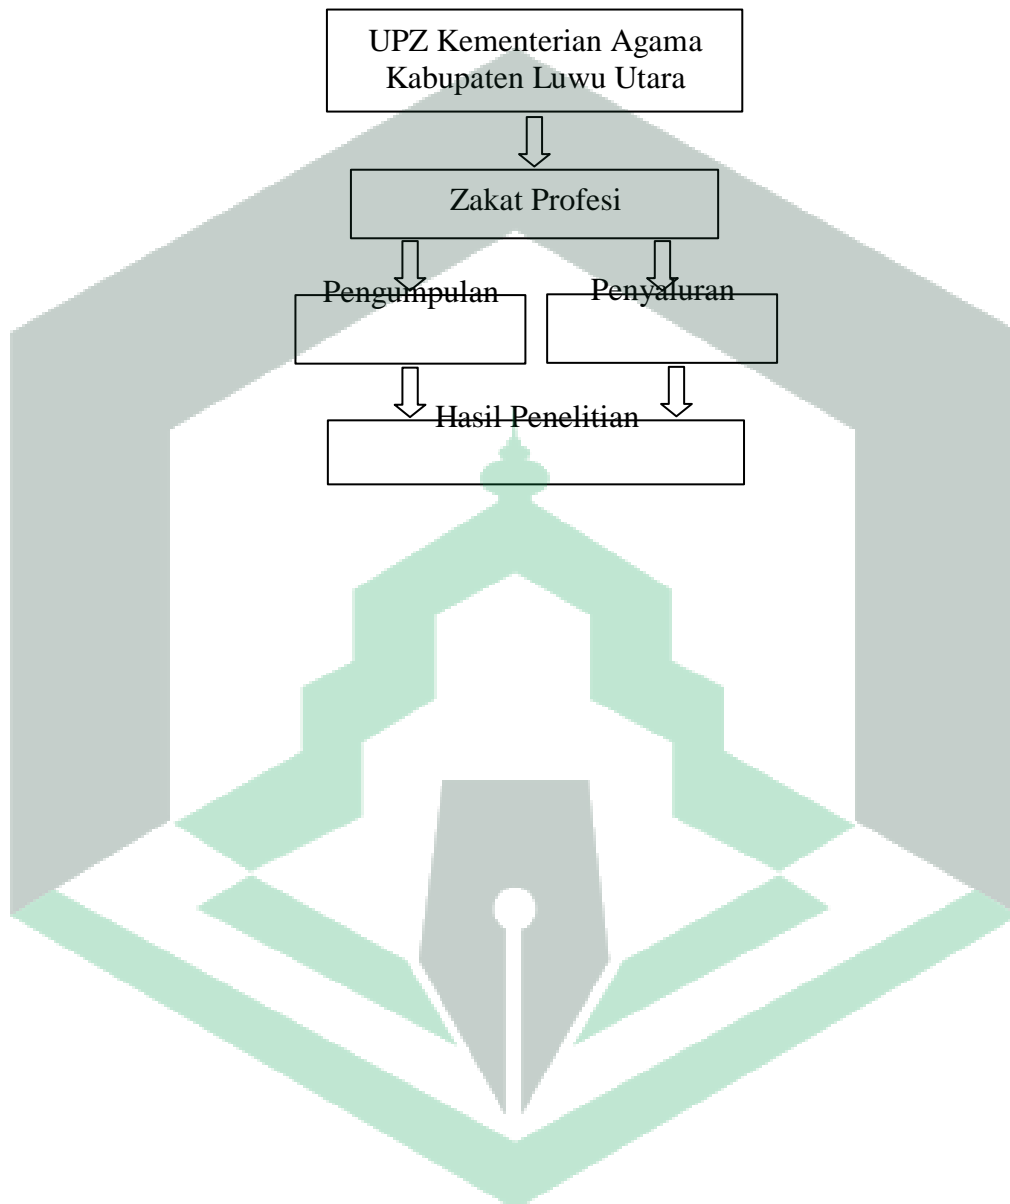 UPZ Kementerian Agama
Kabupaten Luwu Utara
Zakat Profesi
Pengumpulan
Penyaluran
Hasil Penelitian